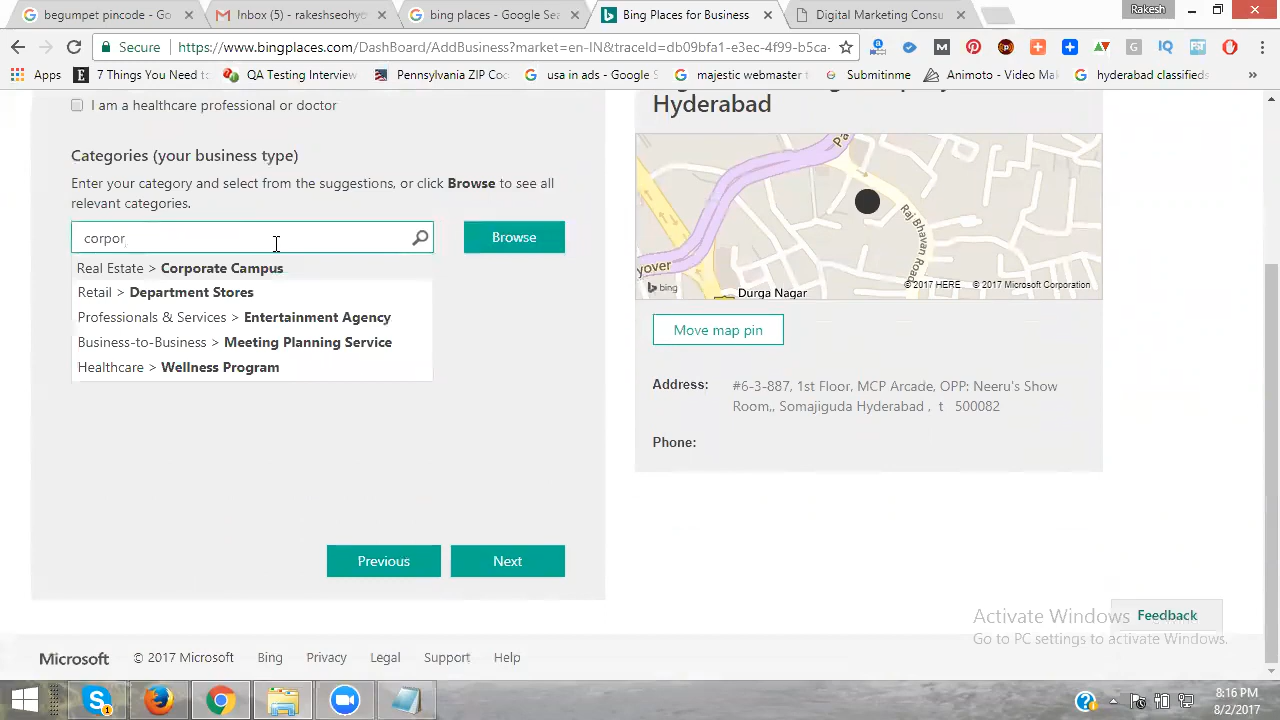 begumpet pincode - Go
Inbox (5) - rakeshsdhyd
bing places - Google S
Bing Places for Business
Digital Marketing Consu
Rakesh
Secure
https://www.bingplaces.com/DashBoard/AddBusiness?market=en-IN&traceId=db09bfa1-e3ec-4f99-b5ca-
Apps
7 Things You Need to
QA Testing Interview
Pennsylvania ZIP Co
usa in ads - Google S
majestic webmaster
Submitinme
Animoto - Video Ma
hyderabad classifieds
I am a healthcare professional or doctor
Categories (your business type)
Enter your category and select from the suggestions, or click Browse to see all
relevant categories.
corpor
Browse
Real Estate > Corporate Campus
Retail > Department Stores
Professionals & Services > Entertainment Agency
Business-to-Business > Meeting Planning Service
Healthcare > Wellness Program
Previous
Next
Hyderabad
Raj Bhavan Road
yover
Durga Nagar
bing
© 2017 HERE © 2017 Microsoft Corporation
Move map pin
Address: #6-3-887, 1st Floor, MCP Arcade, OPP: Neeru's Show
Room,, Somajiguda Hyderabad , t 500082
Phone:
Activate Windows
Go to PC settings to activate Windows.
Feedback
Microsoft
© 2017 Microsoft
Bing
Privacy
Legal
Support
Help
8:16 PM
8/2/2017